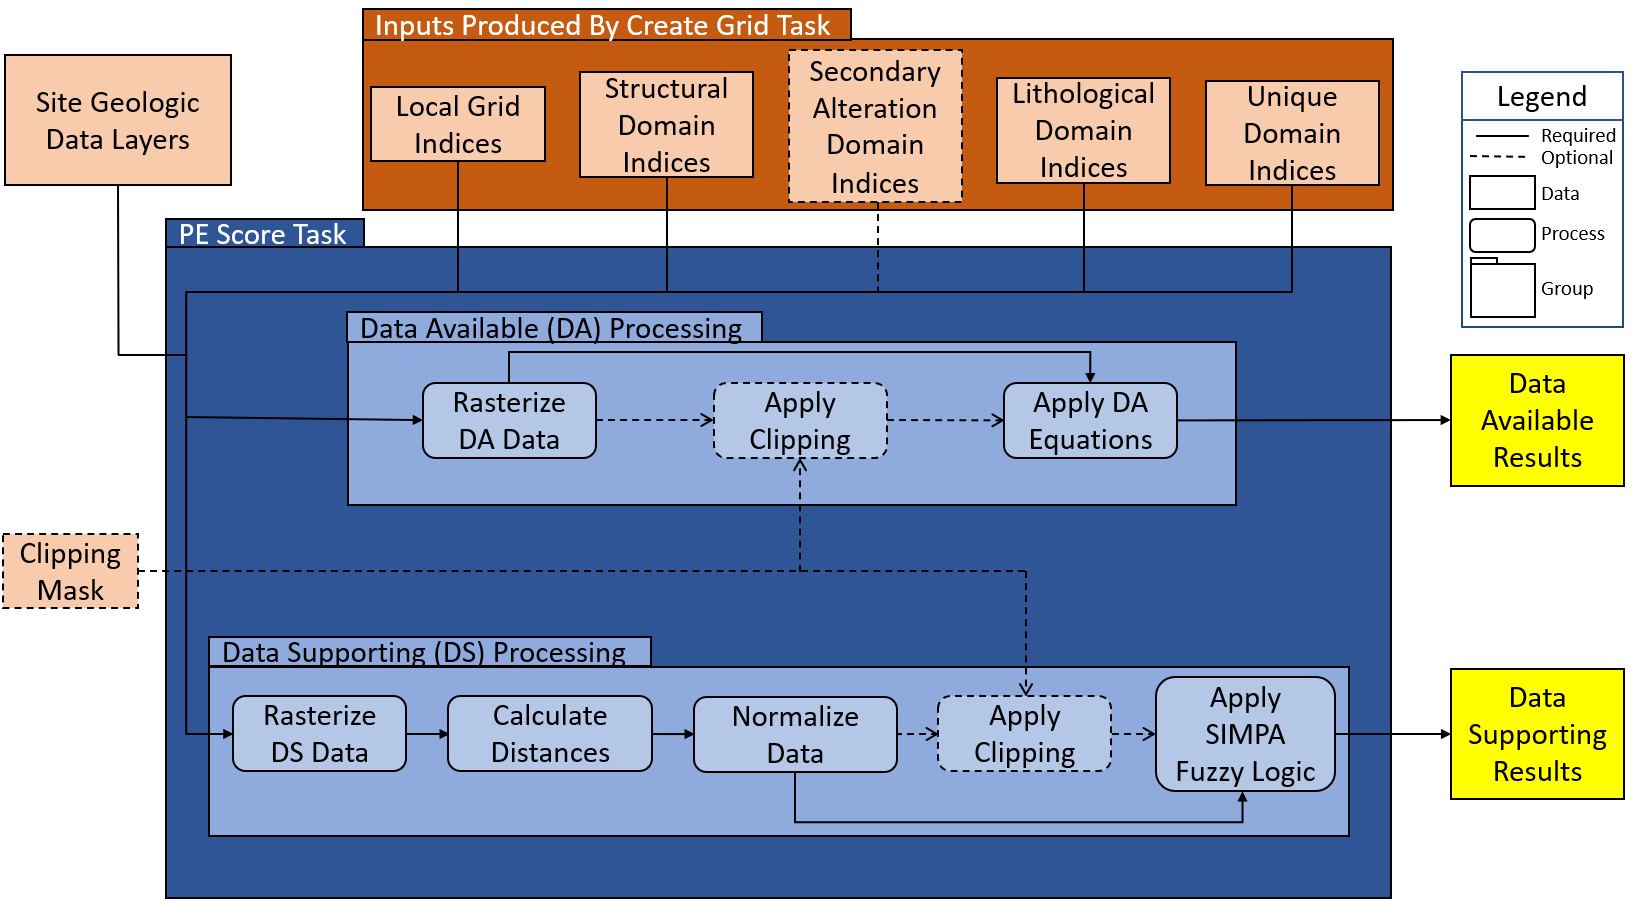 Inputs Produced By Create Grid Task
Site Geologic
Data Layers
Local Grid
Indices
Structural
Domain
Indices
Secondary
Alteration
Domain
Indices
Lithological
Domain
Indices
Unique
Domain
Indices
Legend
Required
Optional
Data
Process
Group
PE Score Task
Data Available (DA) Processing
Rasterize
DA Data
Apply
Clipping
Apply DA
Equations
Data
Available
Results
Clipping
Mask
Data Supporting (DS) Processing
Rasterize
DS Data
Calculate
Distances
Normalize
Data
Apply
Clipping
Apply
SIMPA
Fuzzy Logic
Data
Supporting
Results